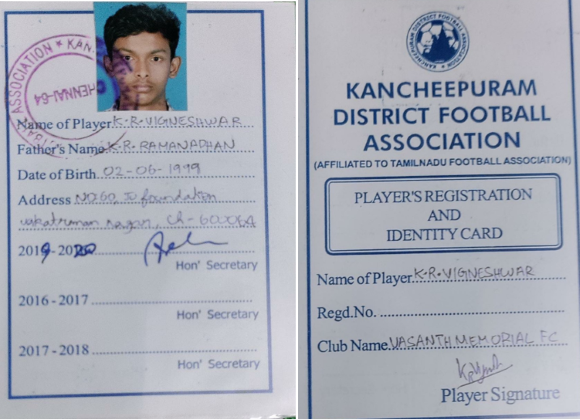 ASSOCIATION * KAN
CHENNAI-64
Name of Player K.R. VIGNESHWAR
Father's Name K.R. RAMANADHAN
Date of Birth 02-06-1999
Address NO:60 foundation
nagar, Ch-600064
2019-2020
Hon' Secretary
2016-2017
Hon' Secretary
2017-2018
Hon' Secretary
KANCHEEPURAM DISTRICT FOOTBALL ASSOCIATION
KANCHEEPURAM
DISTRICT FOOTBALL
ASSOCIATION
(AFFILIATED TO TAMILNADU FOOTBALL ASSOCIATION)
PLAYER'S REGISTRATION
AND
IDENTITY CARD
Name of Player K.R. VIGNESHWAR
Regd.No.
Club Name VASANTH MEMORIAL FC
Player Signature